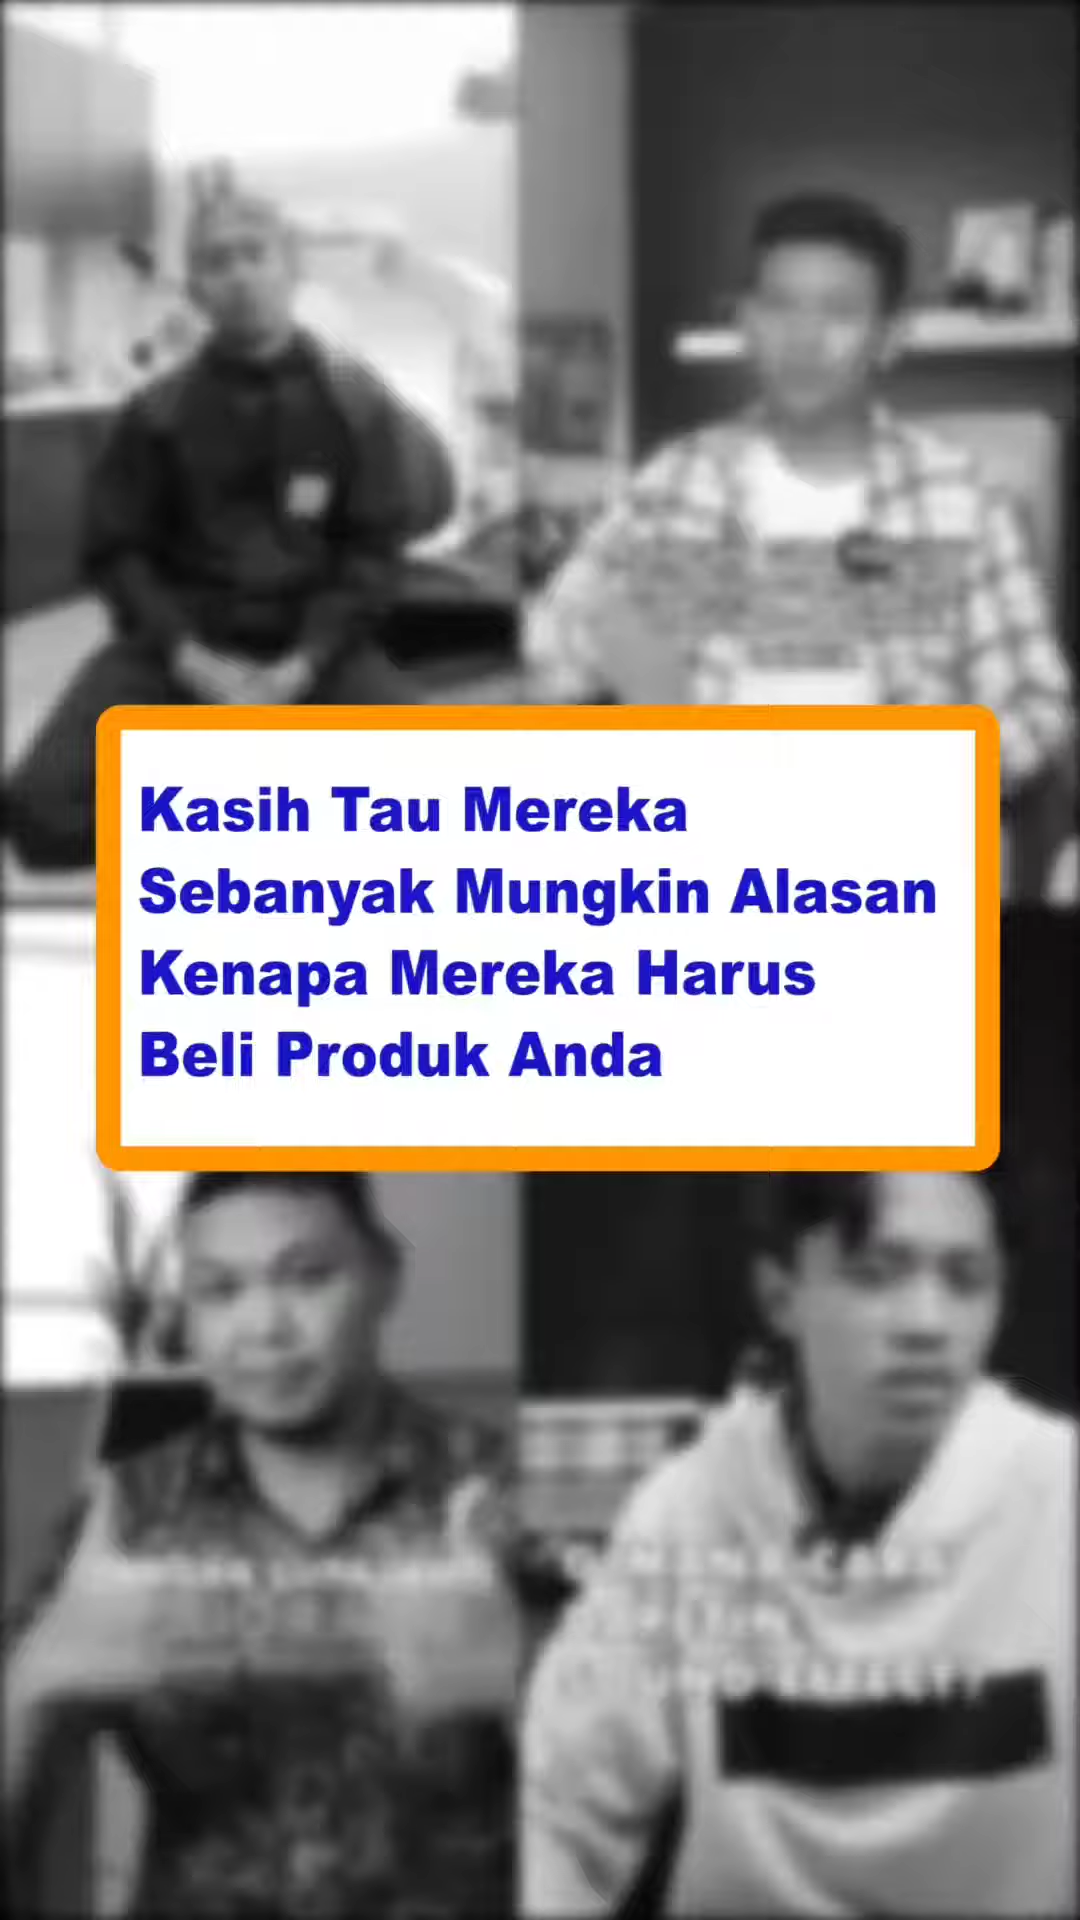 Kasih Tau Mereka
Sebanyak Mungkin Alasan
Kenapa Mereka Harus
Beli Produk Anda